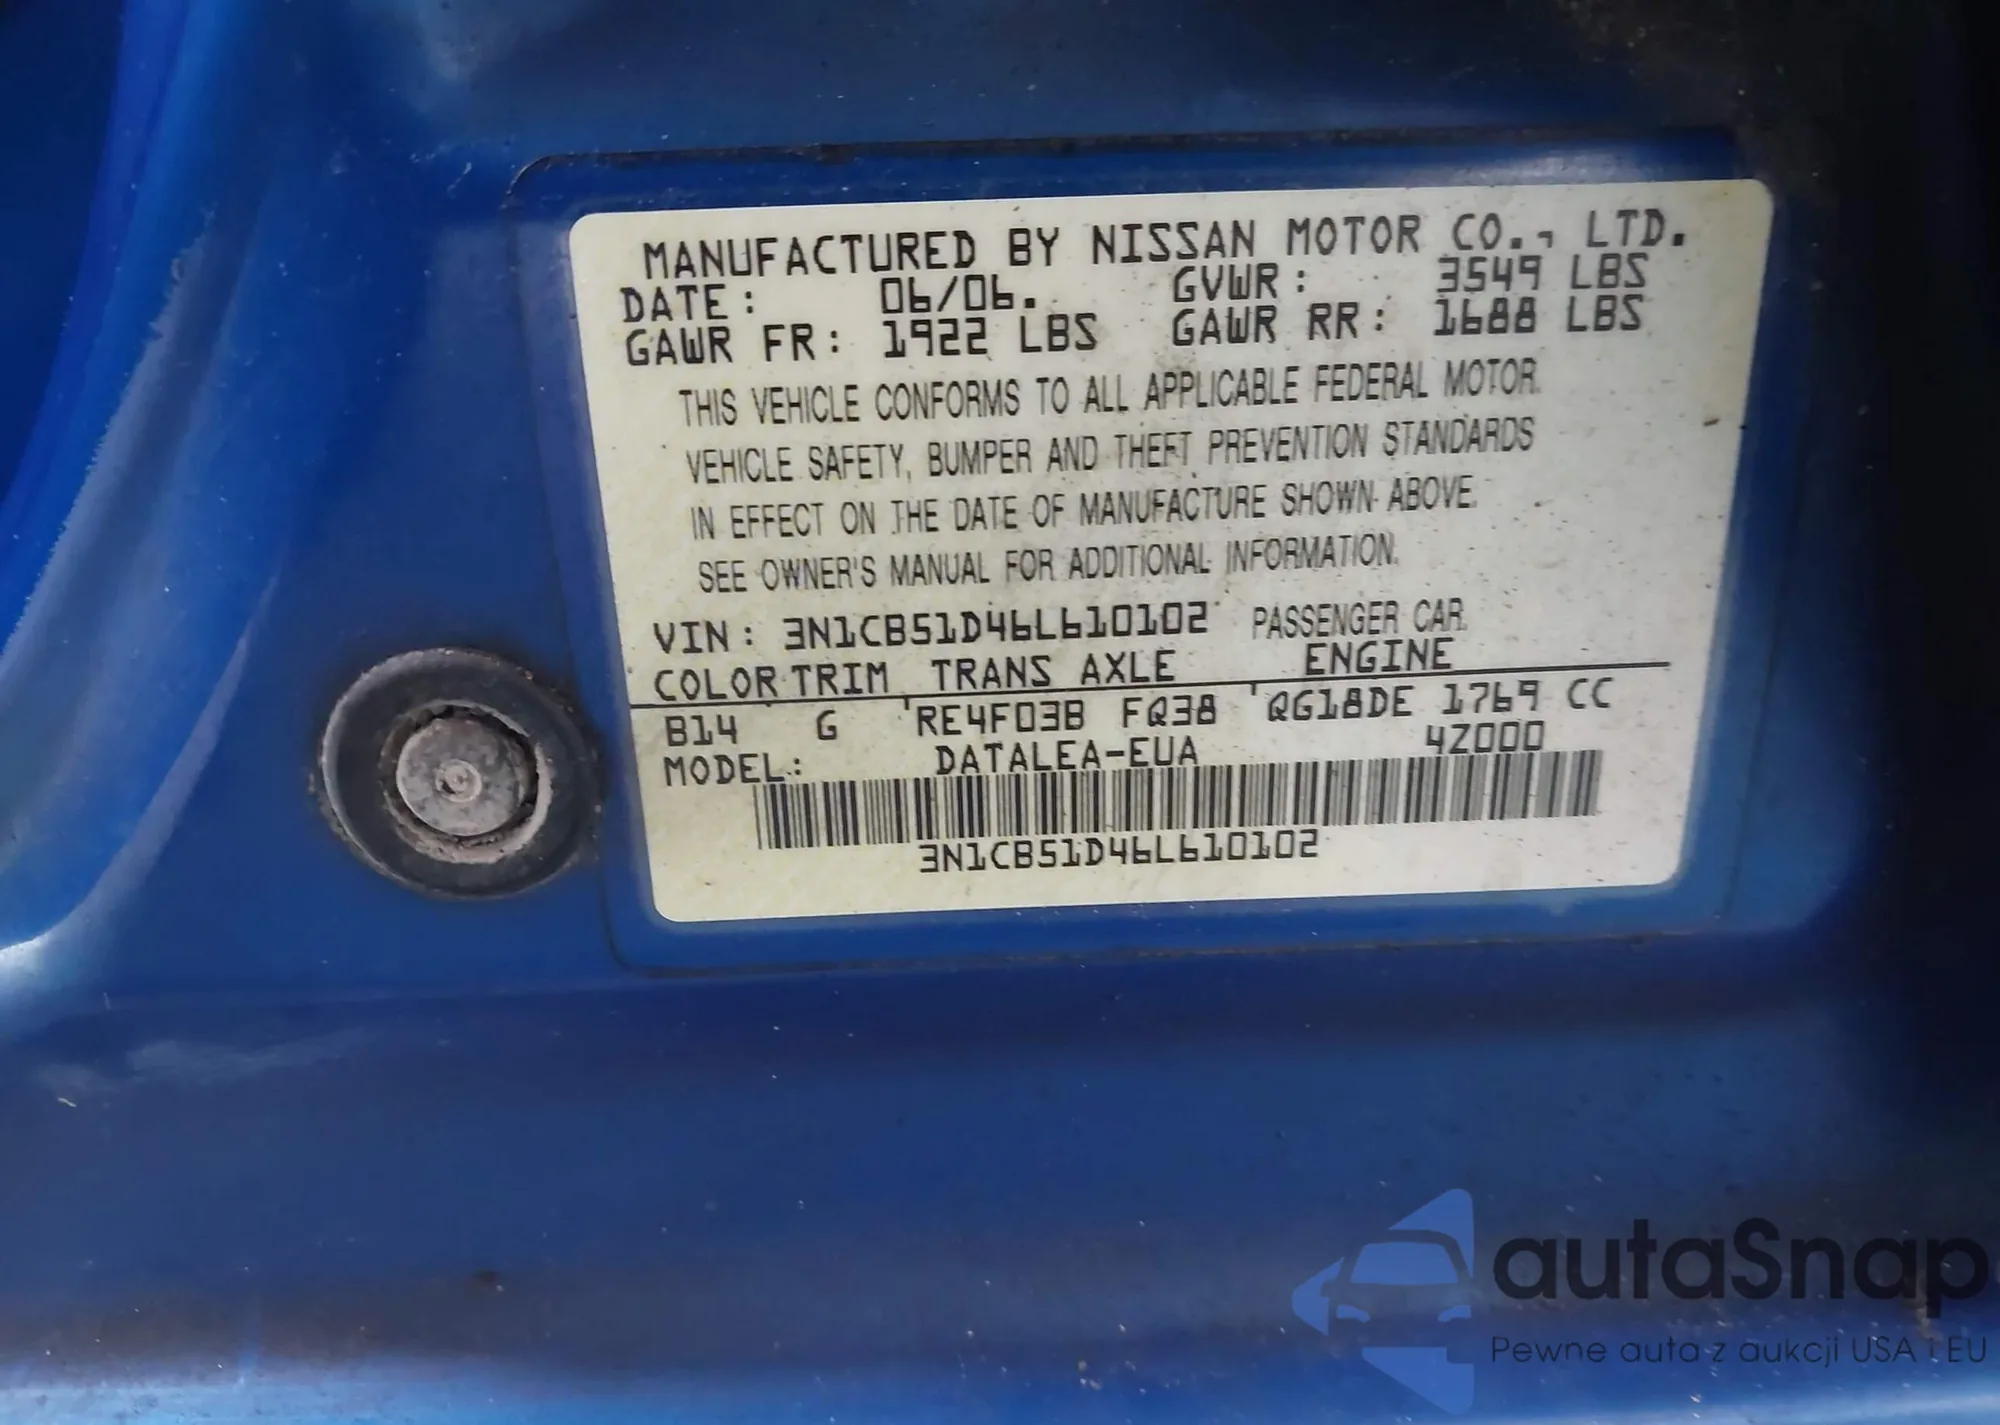 MANUFACTURED BY NISSAN MOTOR CO., LTD.
DATE: 06/06. GVWR: 3549 LBS
GAWR FR: 1922 LBS GAWR RR: 1688 LBS
THIS VEHICLE CONFORMS TO ALL APPLICABLE FEDERAL MOTOR
VEHICLE SAFETY, BUMPER AND THEFT PREVENTION STANDARDS
IN EFFECT ON THE DATE OF MANUFACTURE SHOWN ABOVE.
SEE OWNER'S MANUAL FOR ADDITIONAL INFORMATION.
VIN: 3N1CB51D46L610102 PASSENGER CAR
COLOR TRIM TRANS AXLE ENGINE
B14 G RE4F03B FQ38 QG18DE 1769 CC
MODEL: DATALEA-EUA 4Z000
3N1CB51D46L610102
autaSnap
Pewne auta z aukcji USA i EU